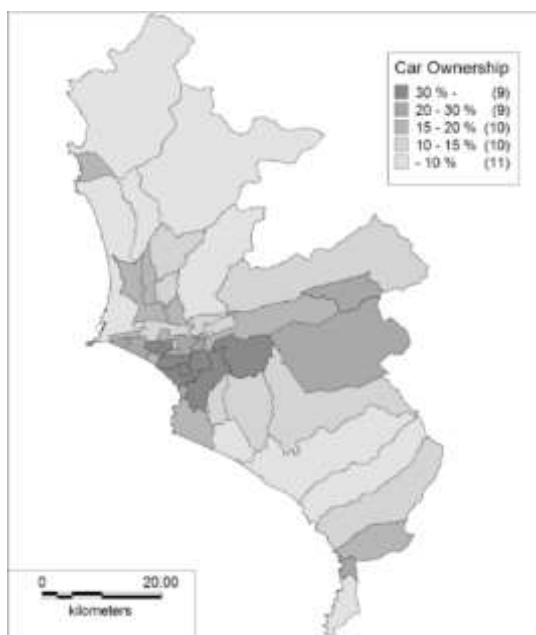 Car Ownership
30 % - (9)
20 - 30 % (9)
15 - 20 % (10)
10 - 15 % (10)
- 10 % (11)
0 20.00
kilometers